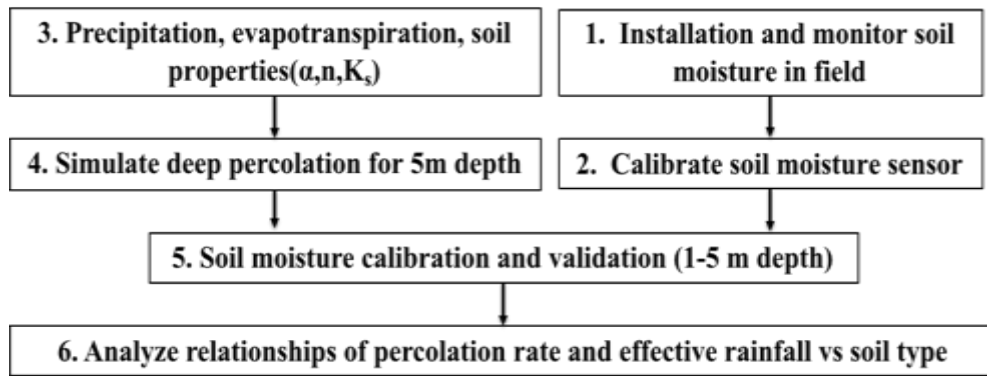 3. Precipitation, evapotranspiration, soil
properties(α,n,Ks)
1. Installation and monitor soil
moisture in field
4. Simulate deep percolation for 5m depth
2. Calibrate soil moisture sensor
5. Soil moisture calibration and validation (1-5 m depth)
6. Analyze relationships of percolation rate and effective rainfall vs soil type